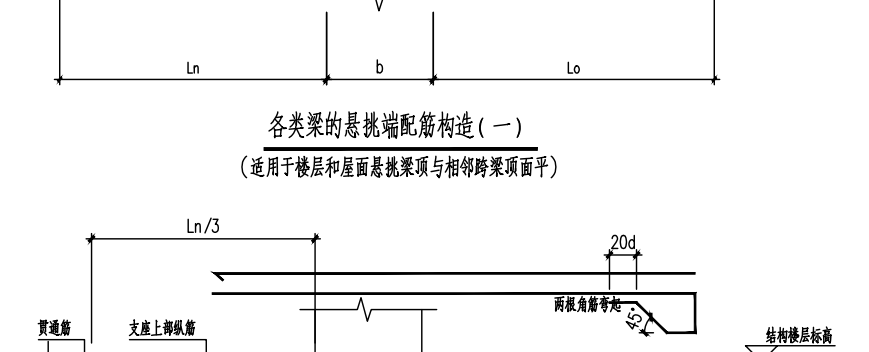 Ln b Lo
各类梁的悬挑端配筋构造(一)
(适用于楼层和屋面悬挑梁顶与相邻跨梁顶面平)
Ln/3
20d
两根角筋弯起
45°
贯通筋 支座上部纵筋 结构楼层标高